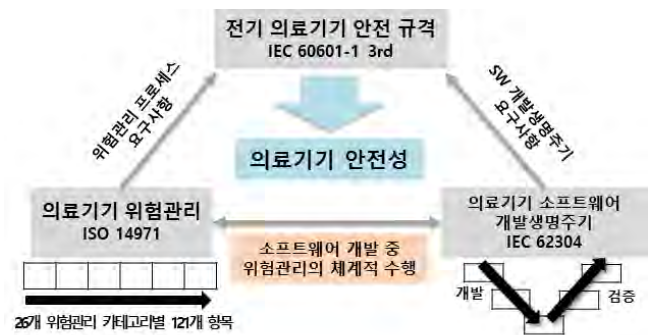 전기 의료기기 안전 규격
IEC 60601-1 3rd
위험관리 프로세스
요구사항
SW 개발생명주기
요구사항
의료기기 안전성
의료기기 위험관리
ISO 14971
의료기기 소프트웨어
개발생명주기
IEC 62304
소프트웨어 개발 중
위험관리의 체계적 수행
개발
검증
26개 위험관리 카테고리별 121개 항목